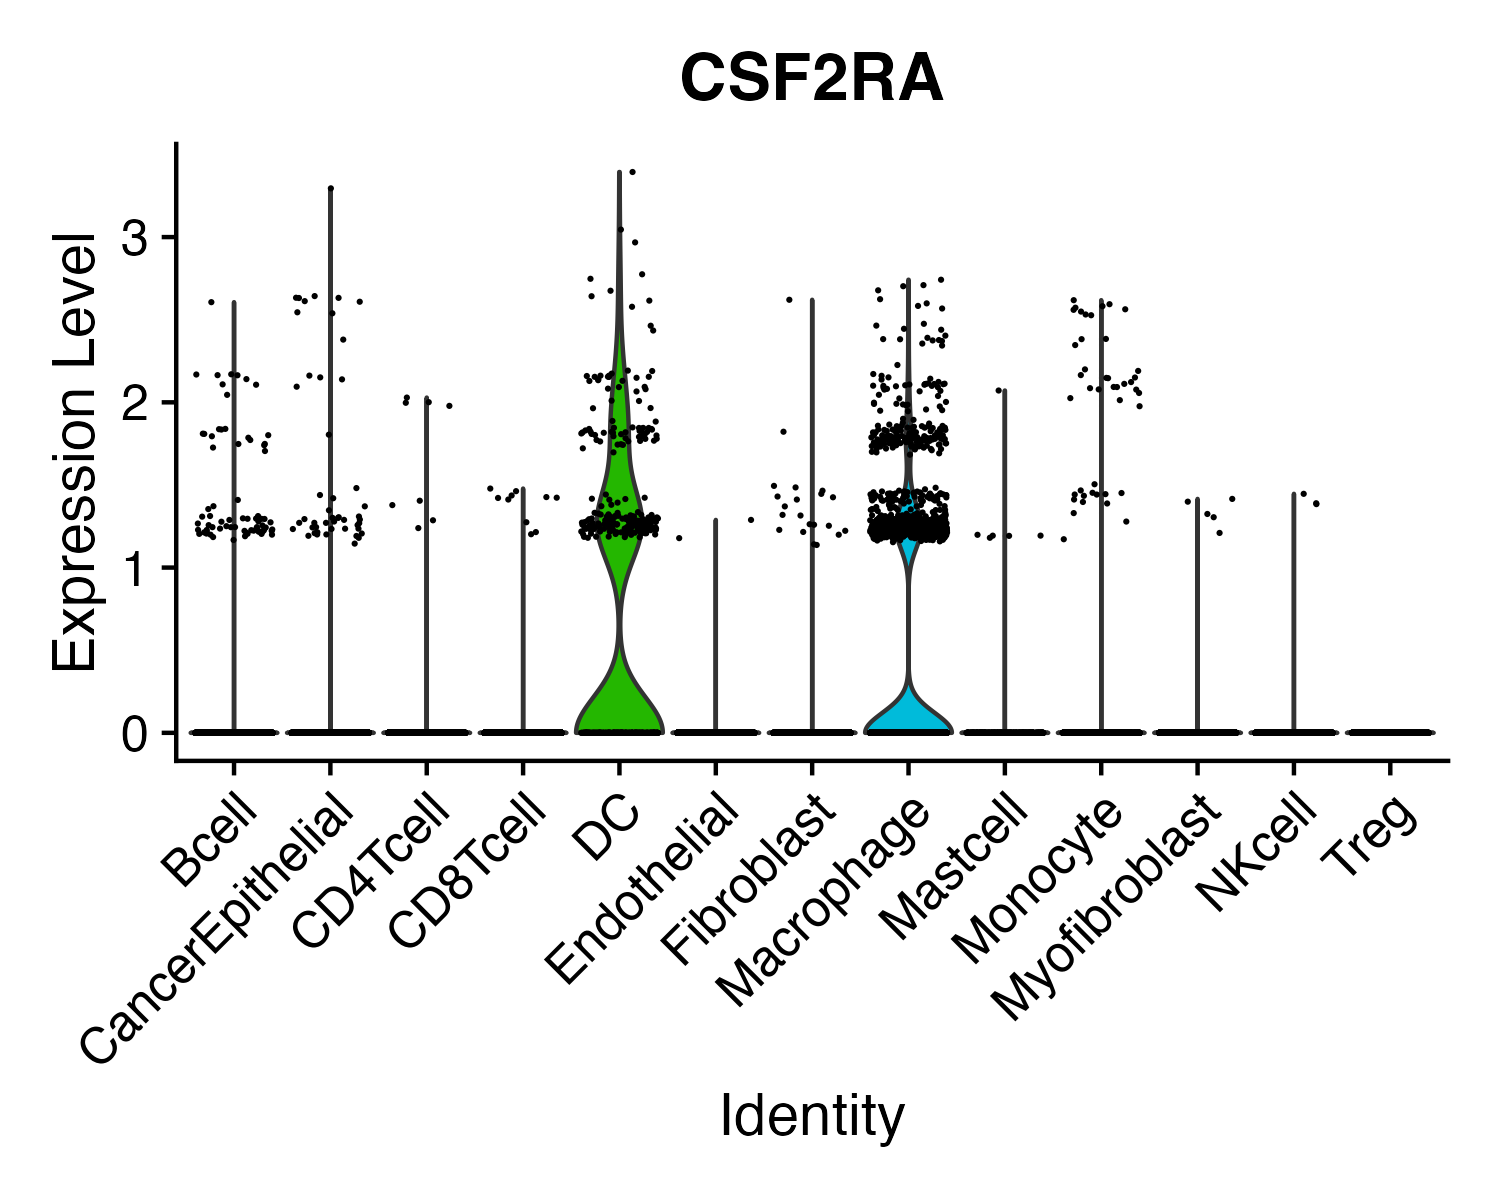 CSF2RA
Expression Level
3
2
1
0
Bcell
CancerEpithelial
CD4Tcell
CD8Tcell
DC
Endothelial
Fibroblast
Macrophage
Mastcell
Monocyte
Myofibroblast
NKcell
Treg
Identity